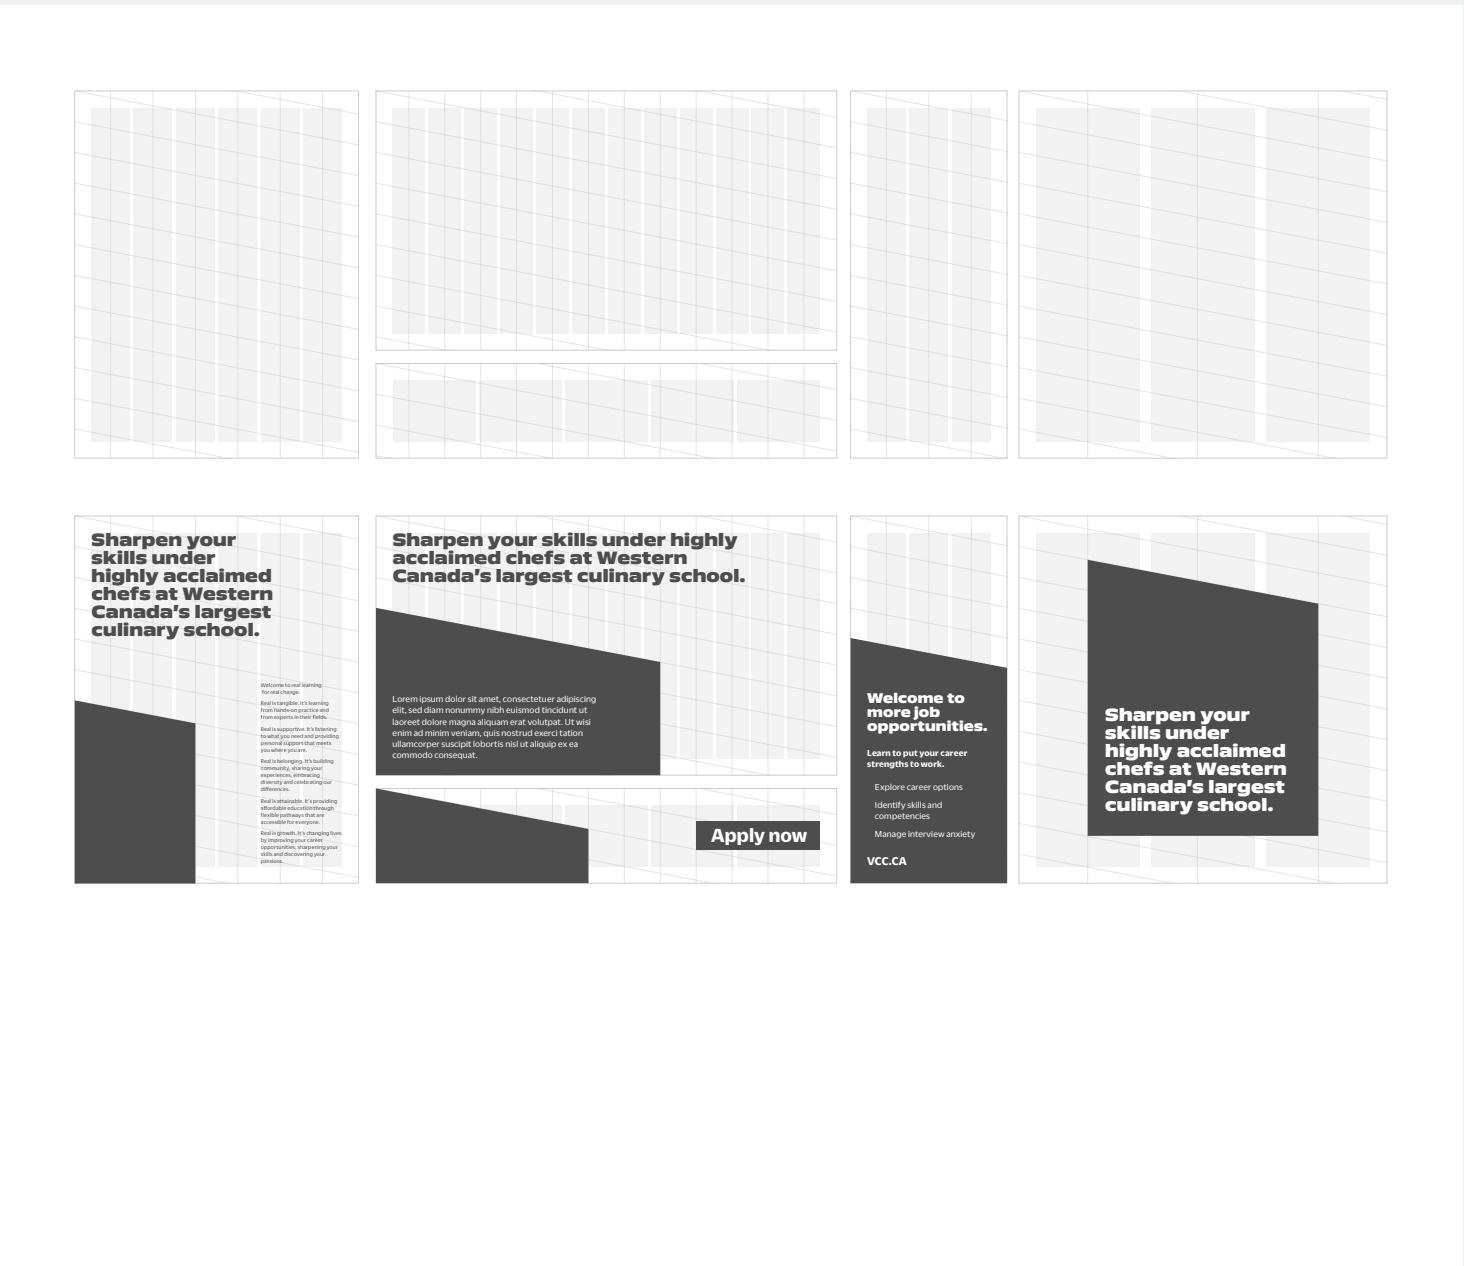 Sharpen your
skills under
highly acclaimed
chefs at Western
Canada's largest
culinary school.
Welcome to real learning
for real change.
Real is tangible. It's learning
from hands-on practice and
from experts in their fields.
Real is supportive. It's listening
to what you need and providing
personal support that meets
you where you are.
Real is belonging. It's building
community, sharing your
experiences, embracing
diversity and celebrating our
differences.
Real is attainable. It's providing
affordable education through
flexible pathways that are
accessible for everyone.
Real is growth. It's changing lives
by improving your career
opportunities, sharpening your
skills and discovering your
passions.
Sharpen your skills under highly
acclaimed chefs at Western
Canada's largest culinary school.
Lorem ipsum dolor sit amet, consectetuer adipiscing
elit, sed diam nonummy nibh euismod tincidunt ut
laoreet dolore magna aliquam erat volutpat. Ut wisi
enim ad minim veniam, quis nostrud exerci tation
ullamcorper suscipit lobortis nisl ut aliquip ex ea
commodo consequat.
Apply now
Welcome to
more job
opportunities.
Learn to put your career
strengths to work.
Explore career options
Identify skills and
competencies
Manage interview anxiety
VCC.CA
Sharpen your
skills under
highly acclaimed
chefs at Western
Canada's largest
culinary school.